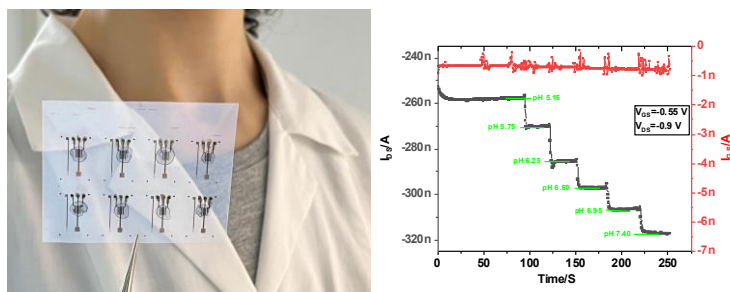 -240n
-260n
-280n
-300n
-320n
I_DS/A
pH 5.15
pH 5.75
pH 6.25
pH 6.60
pH 6.95
pH 7.40
V_GS=-0.55 V
V_DS=-0.9 V
0
-1n
-2n
-3n
-4n
-5n
-6n
-7n
0 50 100 150 200 250
Time/S